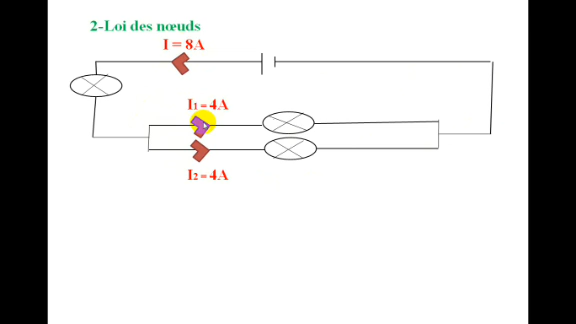 2-Loi des nœuds
I = 8A
I₁ = 4A
I₂ = 4A